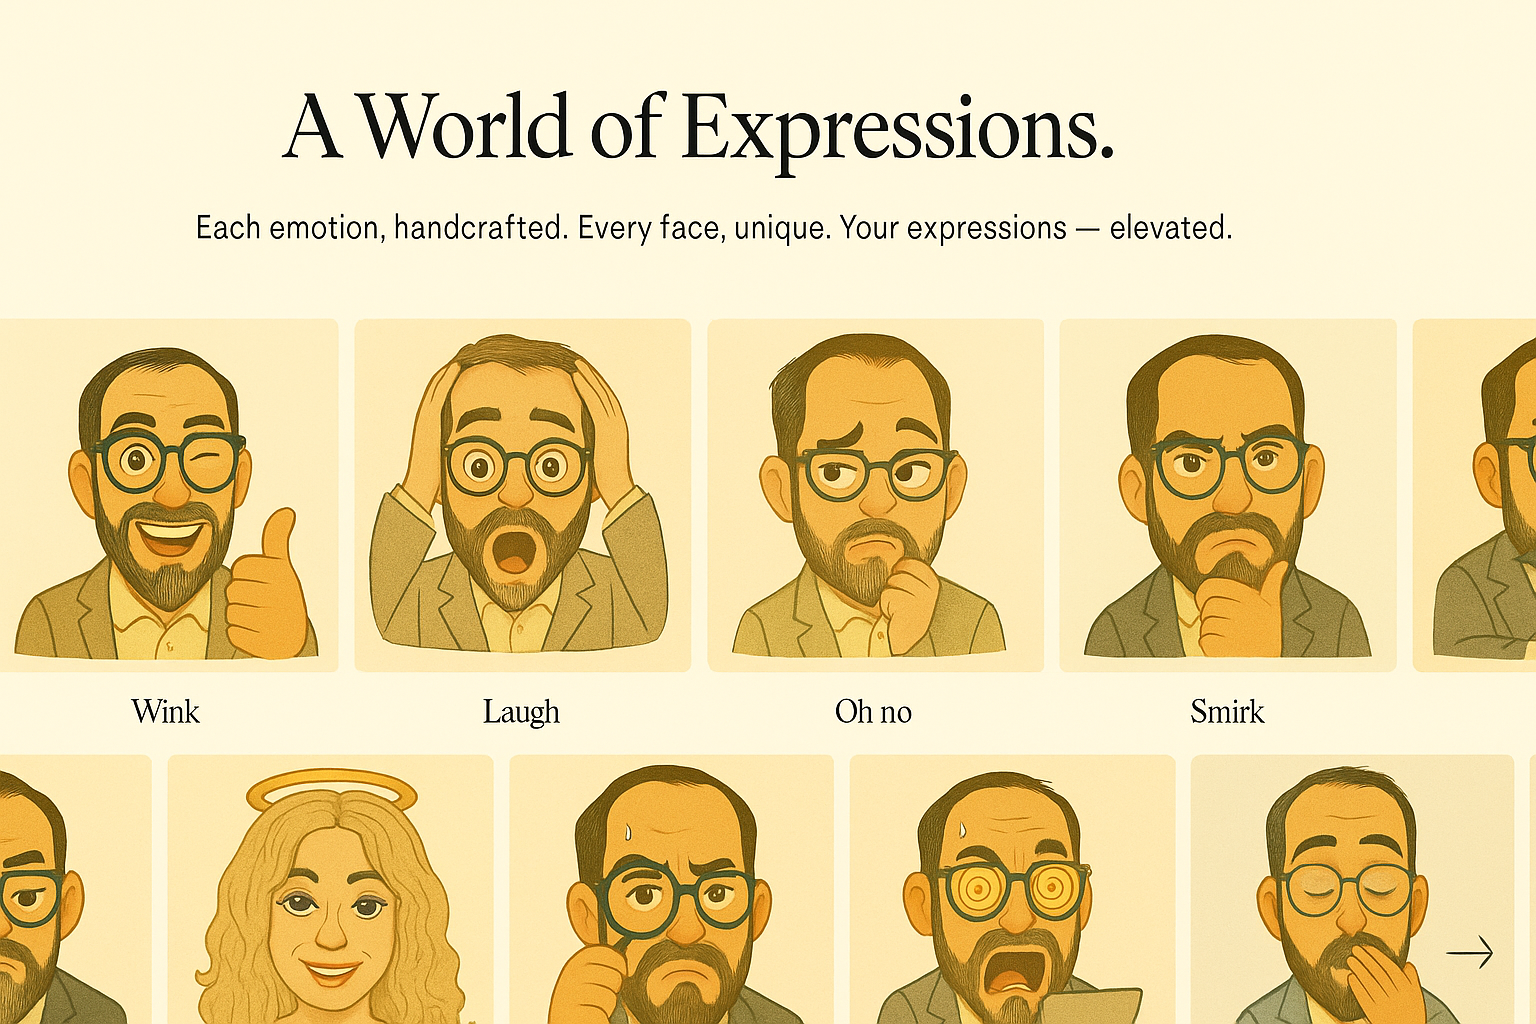 A World of Expressions.
Each emotion, handcrafted. Every face, unique. Your expressions — elevated.
Wink
Laugh
Oh no
Smirk